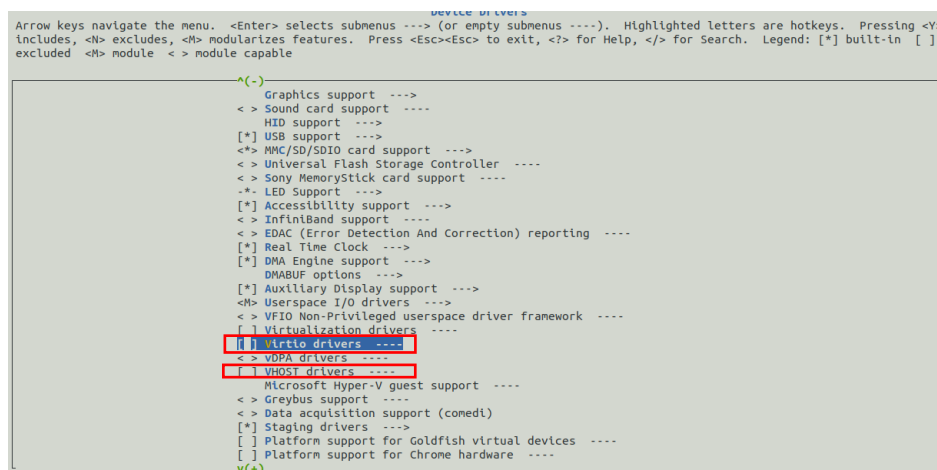 Device Drivers
Arrow keys navigate the menu.  <Enter> selects submenus ---> (or empty submenus ----).  Highlighted letters are hotkeys.  Pressing <Y>
includes, <N> excludes, <M> modularizes features.  Press <Esc><Esc> to exit, <?> for Help, </> for Search.  Legend: [*] built-in  [ ]
excluded  <M> module  < > module capable
^(-)
Graphics support  --->
< > Sound card support  ----
HID support  --->
[*] USB support  --->
<*> MMC/SD/SDIO card support  --->
< > Universal Flash Storage Controller  ----
< > Sony MemoryStick card support  ----
-*- LED Support  --->
[*] Accessibility support  --->
< > InfiniBand support  ----
< > EDAC (Error Detection And Correction) reporting  ----
[*] Real Time Clock  --->
[*] DMA Engine support  --->
DMABUF options  --->
[*] Auxiliary Display support  --->
<M> Userspace I/O drivers  --->
< > VFIO Non-Privileged userspace driver framework  ----
[ ] Virtualization drivers  ----
[ ] Virtio drivers  ----
< > vDPA drivers  ----
[ ] VHOST drivers  ----
Microsoft Hyper-V guest support  ----
< > Greybus support  ----
< > Data acquisition support (comedi)
[*] Staging drivers  --->
[ ] Platform support for Goldfish virtual devices  ----
[ ] Platform support for Chrome hardware  ----
v(+)